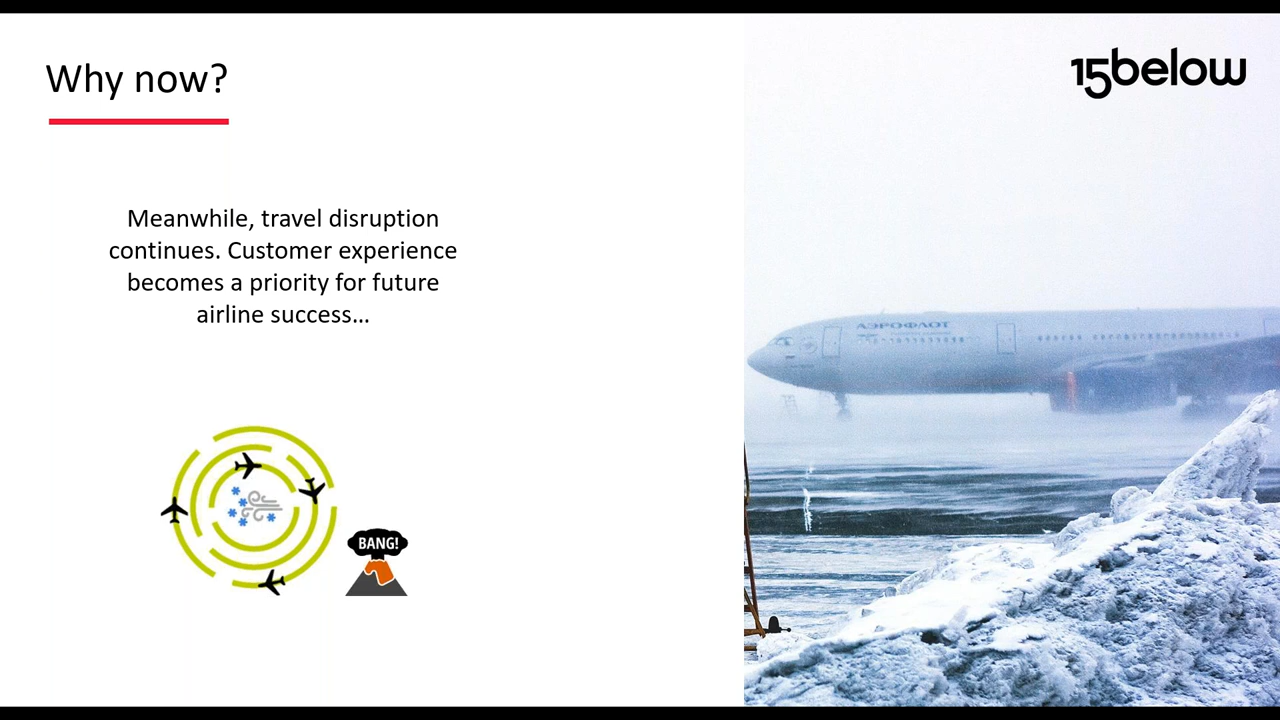 Why now?
15below
Meanwhile, travel disruption
continues. Customer experience
becomes a priority for future
airline success...
АЭРОФЛОТ
BANG!